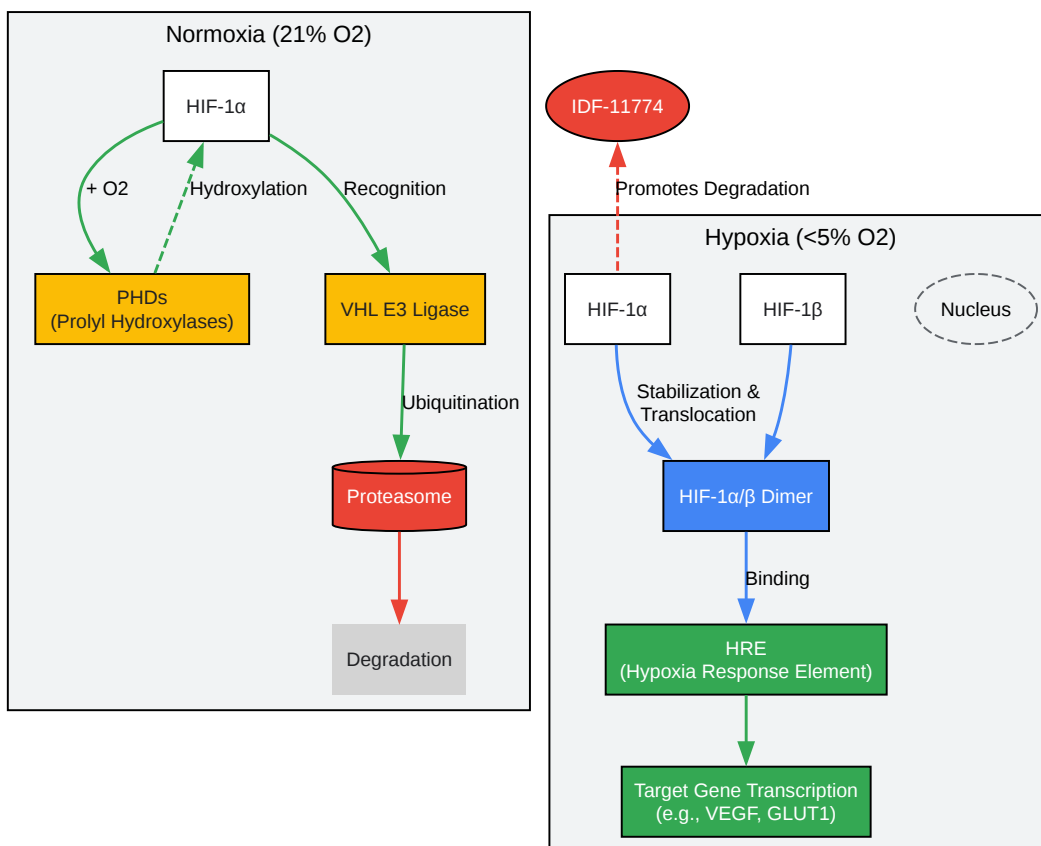 Normoxia (21% O2)
HIF-1α
+ O2
Hydroxylation
Recognition
PHDs
(Prolyl Hydroxylases)
VHL E3 Ligase
Ubiquitination
Proteasome
Degradation
IDF-11774
Promotes Degradation
Hypoxia (<5% O2)
HIF-1α
HIF-1β
Nucleus
Stabilization &
Translocation
HIF-1α/β Dimer
Binding
HRE
(Hypoxia Response Element)
Target Gene Transcription
(e.g., VEGF, GLUT1)